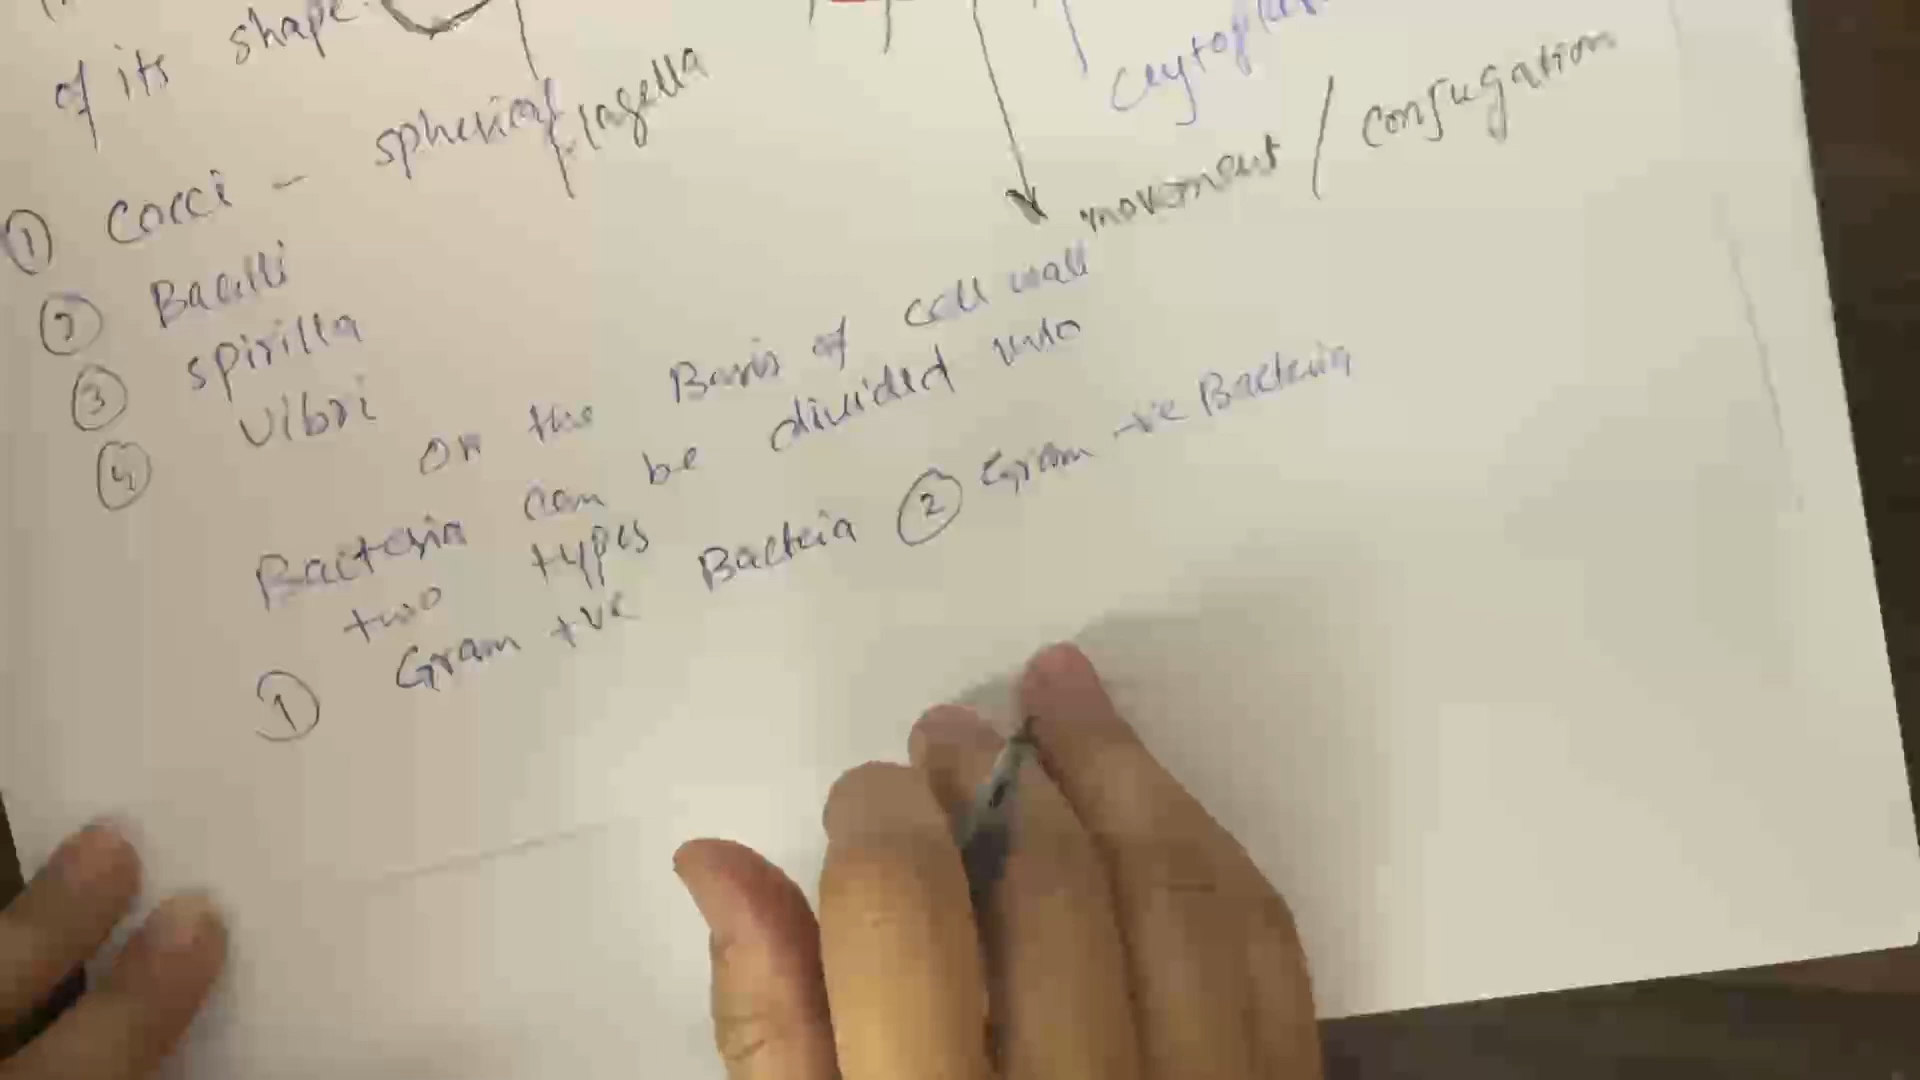 of its shape.
Cytoplas
① Cocci - spherical
flagella
movement / conjugation
② Bacilli
③ spirilla
④ vibri
on the Basis of cell wall
Bacteria can be divided into
two types
① Gram +ve Bacteria ② Gram -ve Bacteria